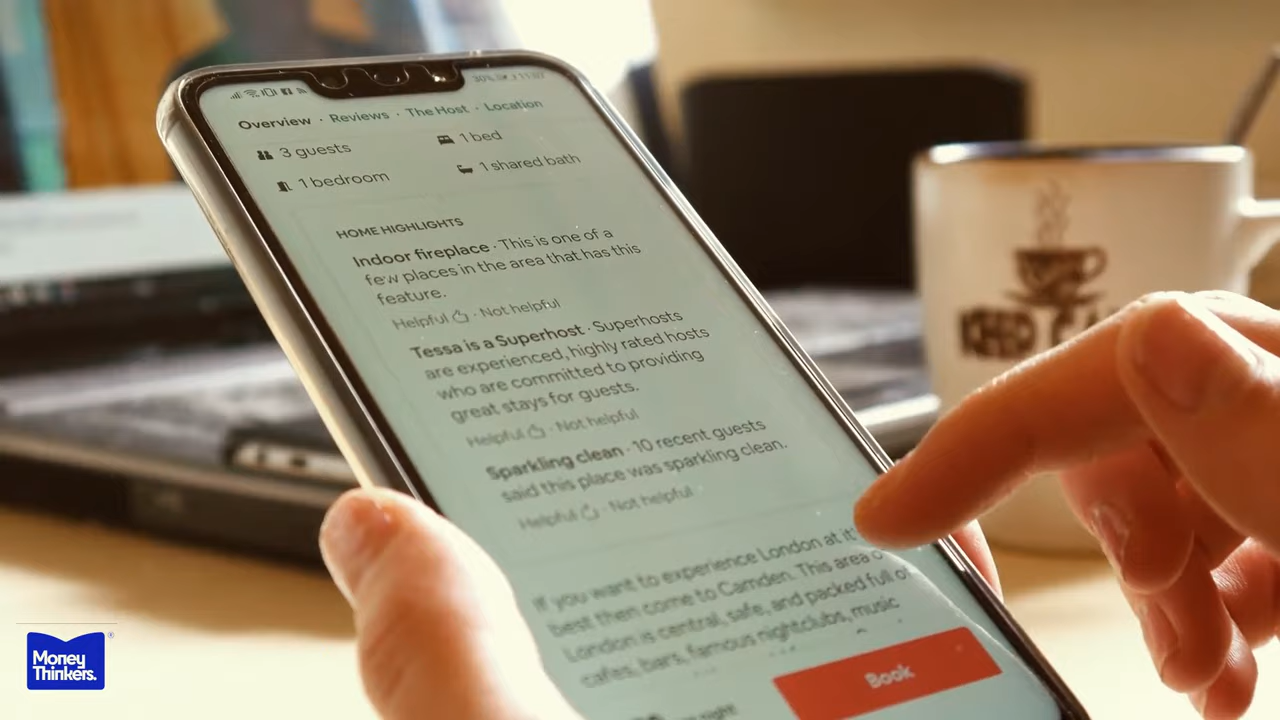 30% 11:07
Overview · Reviews · The Host · Location
3 guests
1 bed
1 bedroom
1 shared bath
HOME HIGHLIGHTS
Indoor fireplace · This is one of a
few places in the area that has this
feature.
Helpful · Not helpful
Tessa is a Superhost · Superhosts
are experienced, highly rated hosts
who are committed to providing
great stays for guests.
Helpful · Not helpful
Sparkling clean · 10 recent guests
said this place was sparkling clean.
Helpful · Not helpful
If you want to experience London at it'
best then come to Camden. This area o
London is central, safe, and packed full of
cafes, bars, famous nightclubs, music
Book
NEED
Money
Thinkers.
®